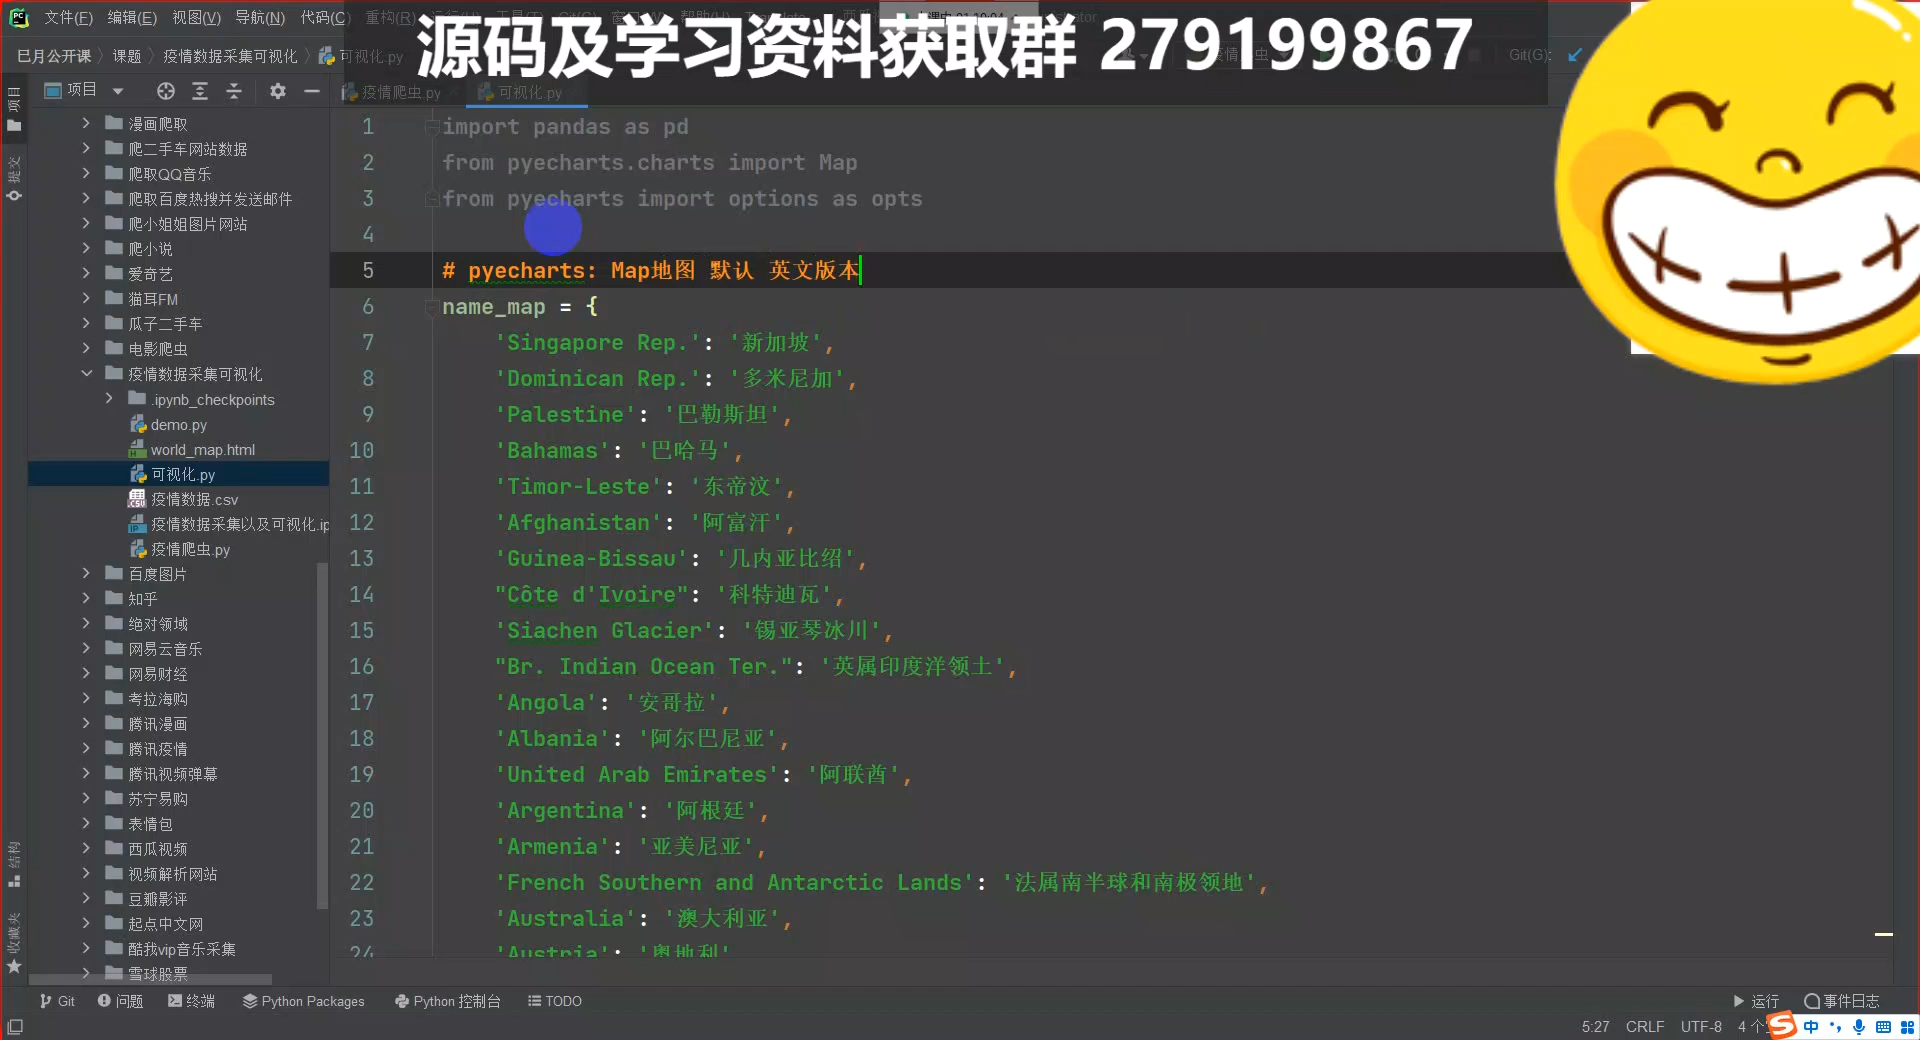 文件(F) 编辑(E) 视图(V) 导航(N) 代码(C) 重构(R)
源码及学习资料获取群 279199867
巳月公开课 课题 疫情数据采集可视化 可视化.py
Git(G):
项目
疫情爬虫.py 可视化.py
项目
提交
结构
收藏夹
漫画爬取
爬二手车网站数据
爬取QQ音乐
爬取百度热搜并发送邮件
爬小姐姐图片网站
爬小说
爱奇艺
猫耳FM
瓜子二手车
电影爬虫
疫情数据采集可视化
.ipynb_checkpoints
demo.py
world_map.html
可视化.py
疫情数据.csv
疫情数据采集以及可视化.ip
疫情爬虫.py
百度图片
知乎
绝对领域
网易云音乐
网易财经
考拉海购
腾讯漫画
腾讯疫情
腾讯视频弹幕
苏宁易购
表情包
西瓜视频
视频解析网站
豆瓣影评
起点中文网
酷我vip音乐采集
雪球股票
1 import pandas as pd
2 from pyecharts.charts import Map
3 from pyecharts import options as opts
4
5 # pyecharts: Map地图 默认 英文版本
6 name_map = {
7 'Singapore Rep.': '新加坡',
8 'Dominican Rep.': '多米尼加',
9 'Palestine': '巴勒斯坦',
10 'Bahamas': '巴哈马',
11 'Timor-Leste': '东帝汶',
12 'Afghanistan': '阿富汗',
13 'Guinea-Bissau': '几内亚比绍',
14 "Côte d'Ivoire": '科特迪瓦',
15 'Siachen Glacier': '锡亚琴冰川',
16 "Br. Indian Ocean Ter.": '英属印度洋领土',
17 'Angola': '安哥拉',
18 'Albania': '阿尔巴尼亚',
19 'United Arab Emirates': '阿联酋',
20 'Argentina': '阿根廷',
21 'Armenia': '亚美尼亚',
22 'French Southern and Antarctic Lands': '法属南半球和南极领地',
23 'Australia': '澳大利亚',
24 'Austria': '奥地利'
Git 问题 终端 Python Packages Python 控制台 TODO 运行 事件日志
5:27 CRLF UTF-8 4 个 中